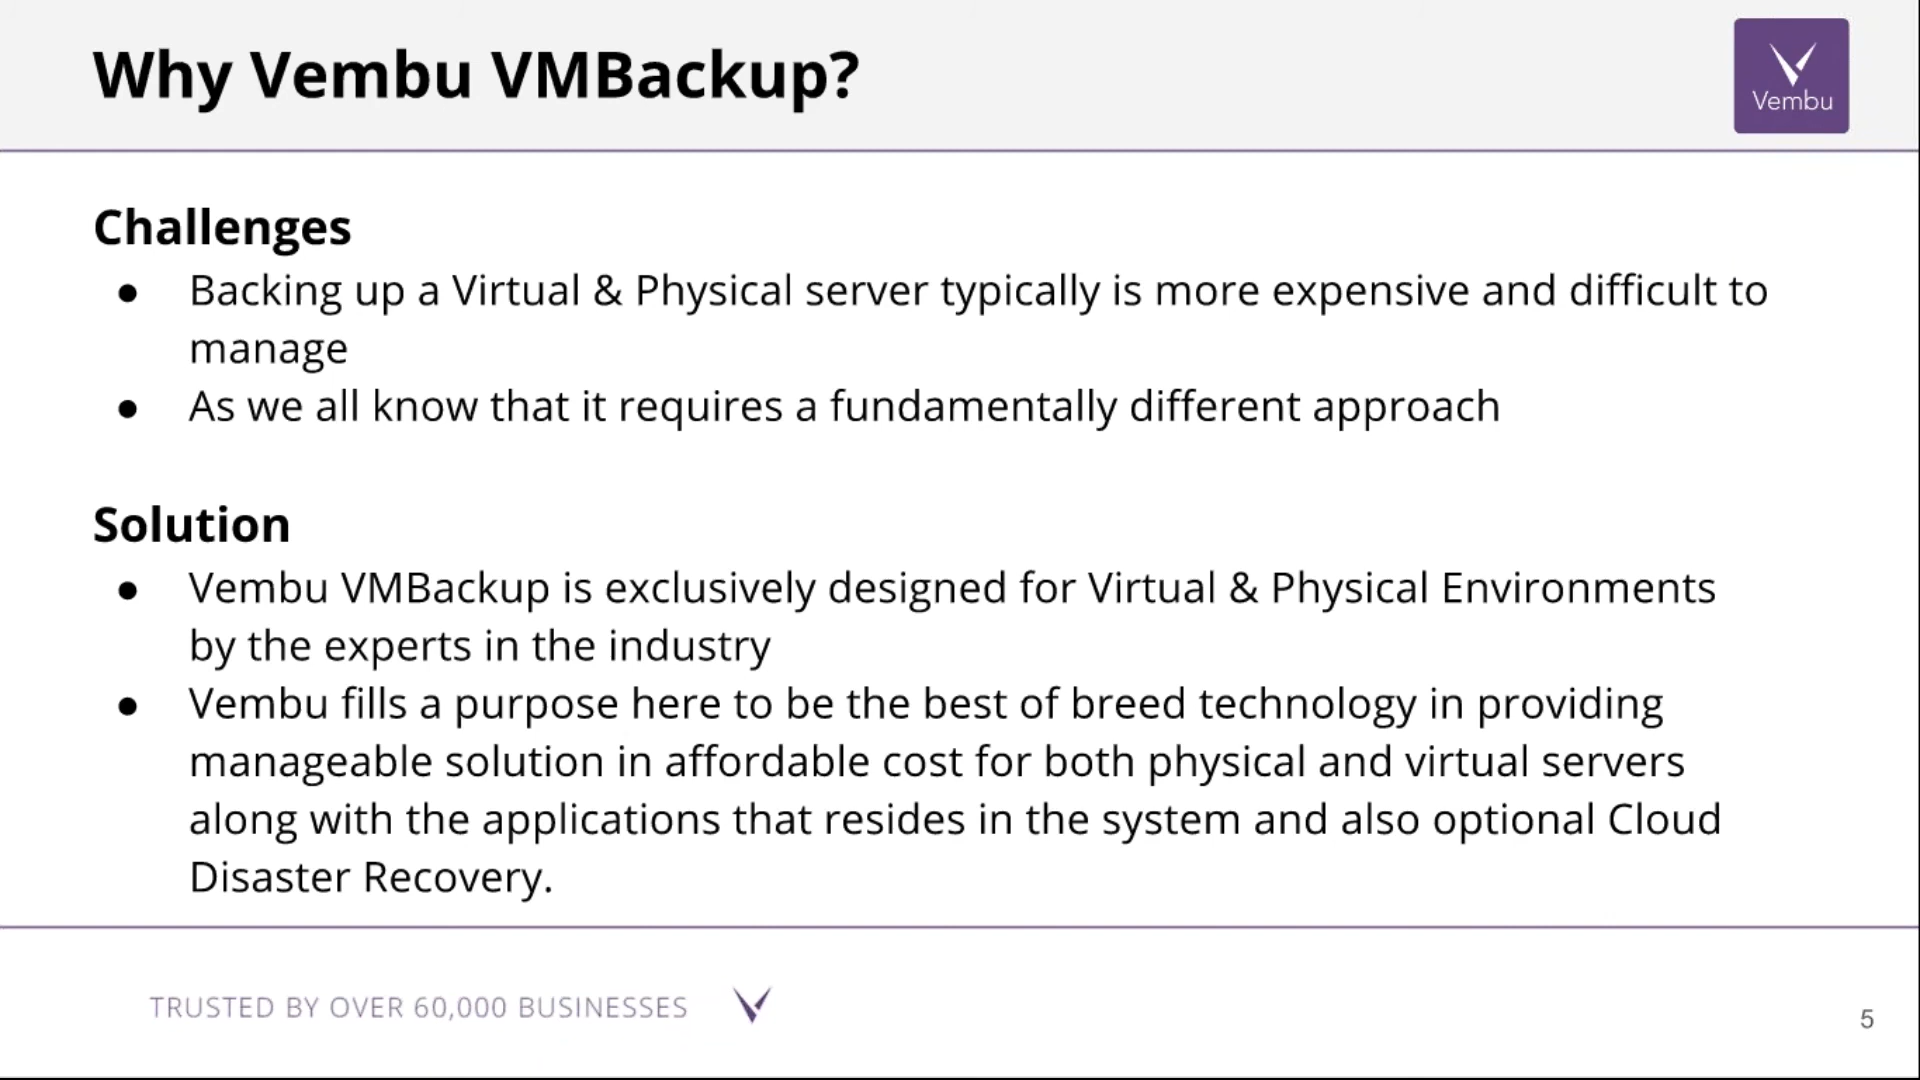 Why Vembu VMBackup?
Vembu
Challenges
● Backing up a Virtual & Physical server typically is more expensive and difficult to
manage
● As we all know that it requires a fundamentally different approach
Solution
● Vembu VMBackup is exclusively designed for Virtual & Physical Environments
by the experts in the industry
● Vembu fills a purpose here to be the best of breed technology in providing
manageable solution in affordable cost for both physical and virtual servers
along with the applications that resides in the system and also optional Cloud
Disaster Recovery.
TRUSTED BY OVER 60,000 BUSINESSES
5